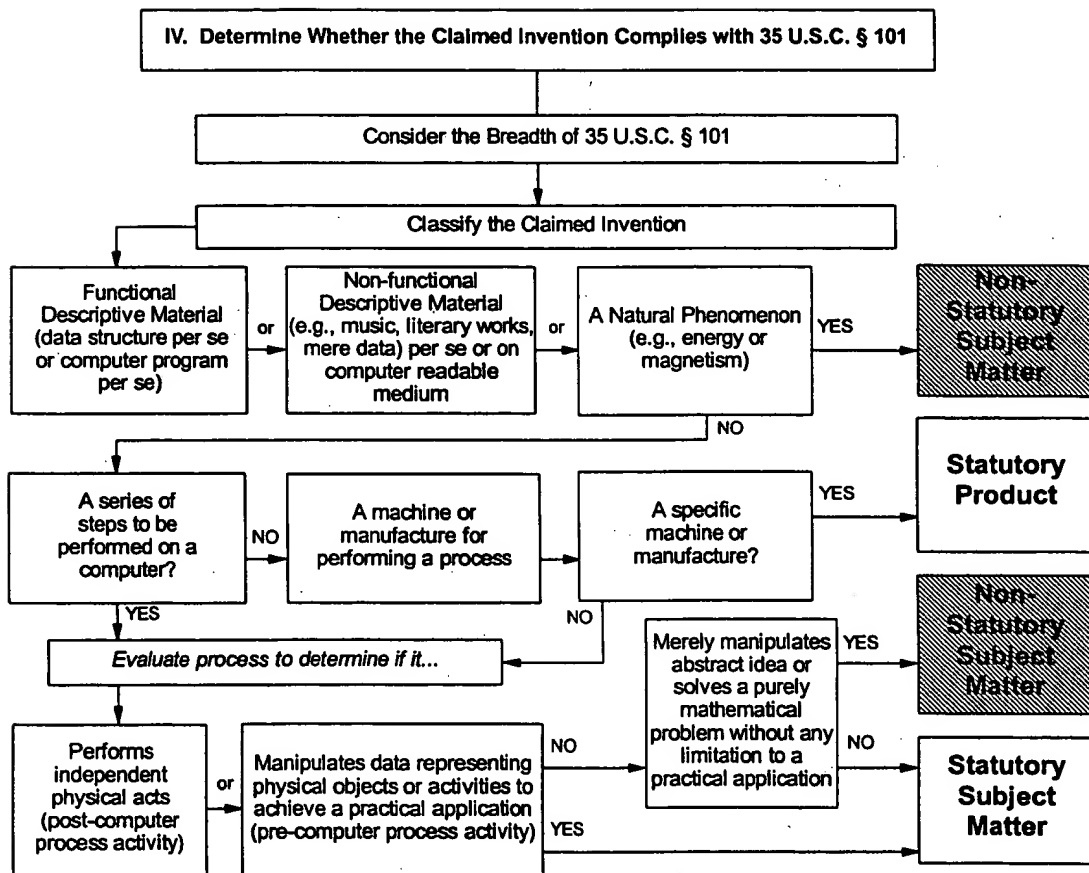 IV. Determine Whether the Claimed Invention Complies with 35 U.S.C. § 101
Consider the Breadth of 35 U.S.C. § 101
Classify the Claimed Invention
Functional
Descriptive Material
(data structure per se
or computer program
per se)
or
Non-functional
Descriptive Material
(e.g., music, literary works,
mere data) per se or on
computer readable
medium
or
A Natural Phenomenon
(e.g., energy or
magnetism)
YES
Non-
Statutory
Subject
Matter
NO
A series of
steps to be
performed on a
computer?
NO
A machine or
manufacture for
performing a process
A specific
machine or
manufacture?
YES
Statutory
Product
YES
NO
Evaluate process to determine if it...
Performs
independent
physical acts
(post-computer
process activity)
or
Manipulates data representing
physical objects or activities to
achieve a practical application
(pre-computer process activity)
NO
Merely manipulates
abstract idea or
solves a purely
mathematical
problem without any
limitation to a
practical application
YES
Non-
Statutory
Subject
Matter
NO
YES
Statutory
Subject
Matter